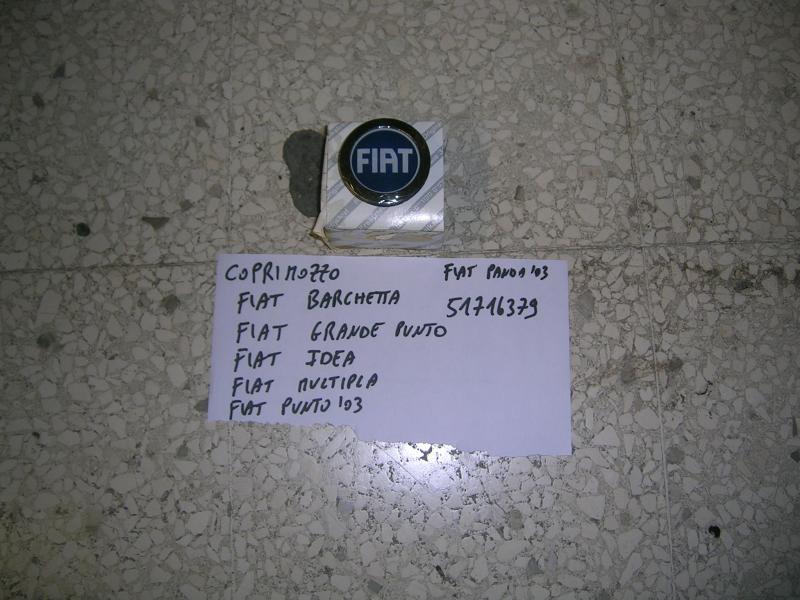 FIAT
COPRIMOZZO
FIAT BARCHETTA
FIAT GRANDE PUNTO
FIAT IDEA
FIAT MULTIPLA
FIAT PUNTO '03
FIAT PANDA '03
51716379